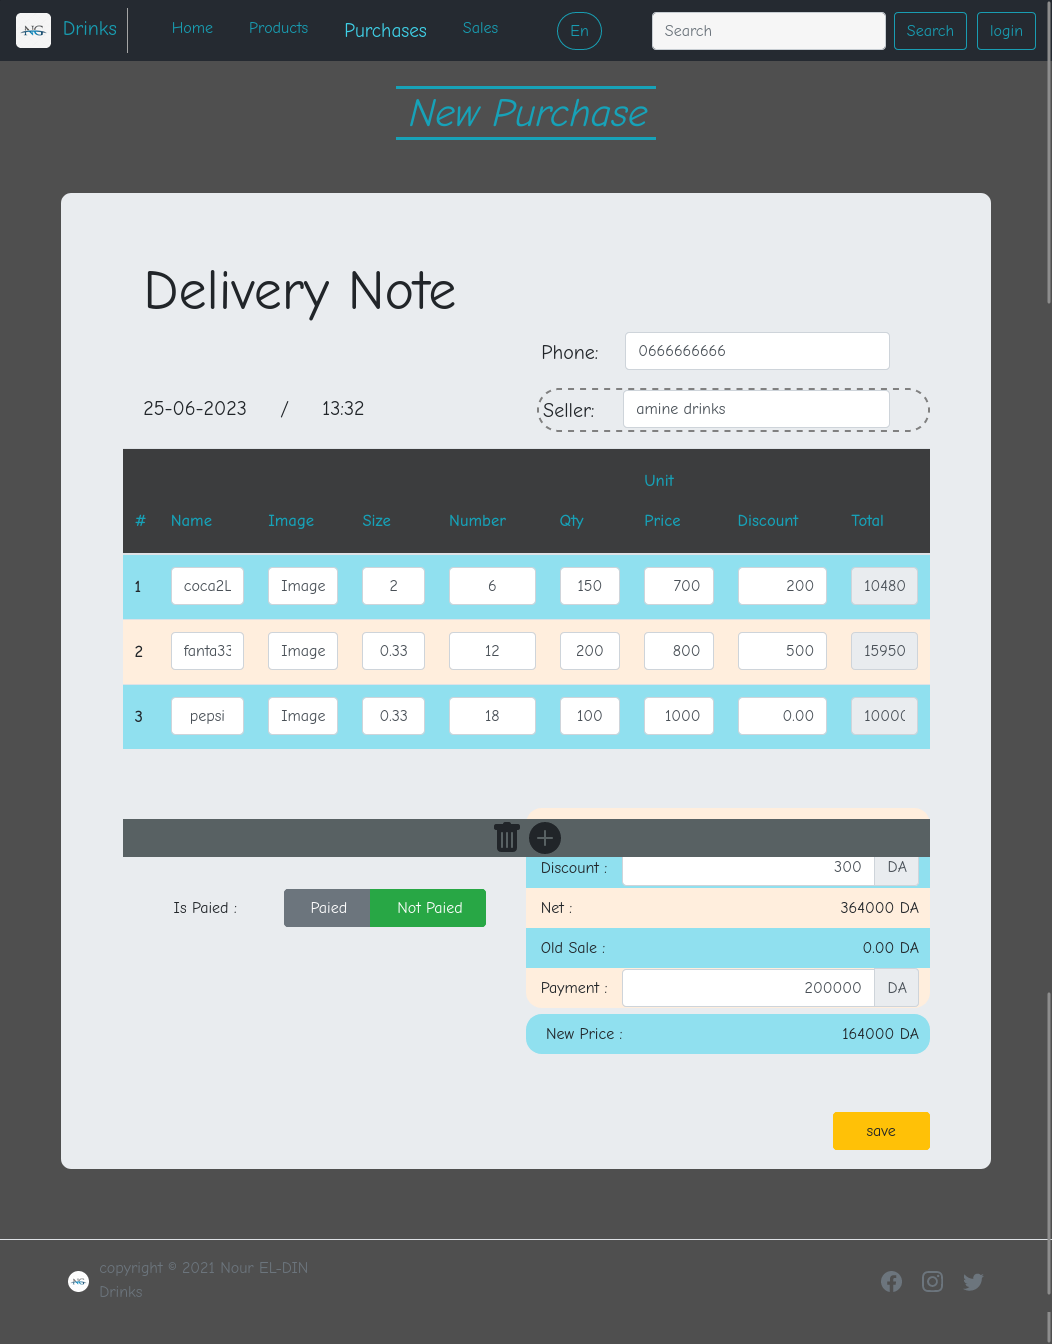 NG Drinks Home Products Purchases Sales En Search Search login
New Purchase
Delivery Note
Phone: 0666666666
25-06-2023 / 13:32 Seller: amine drinks
# Name Image Size Number Qty Unit Price Discount Total
1 coca2L Image 2 6 150 700 200 10480
2 fanta33 Image 0.33 12 200 800 500 15950
3 pepsi Image 0.33 18 100 1000 0.00 1000
Discount : 300 DA
Is Paied : Paied Not Paied Net : 364000 DA
Old Sale : 0.00 DA
Payment : 200000 DA
New Price : 164000 DA
save
NG copyright © 2021 Nour EL-DIN
Drinks